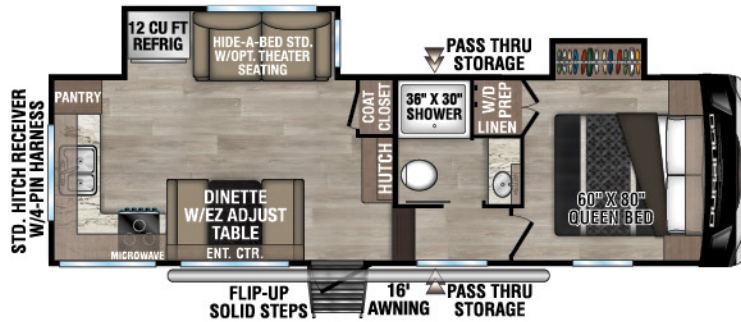 12 CU FT
REFRIG
HIDE-A-BED STD.
W/OPT. THEATER
SEATING
PASS THRU
STORAGE
PANTRY
COAT
CLOSET
36" X 30"
SHOWER
W/D
PREP
LINEN
STD. HITCH RECEIVER
W/4-PIN HARNESS
HUTCH
DINETTE
W/EZ ADJUST
TABLE
60" X 80"
QUEEN BED
DURANGO
MICROWAVE
ENT. CTR.
FLIP-UP
SOLID STEPS
16'
AWNING
PASS THRU
STORAGE